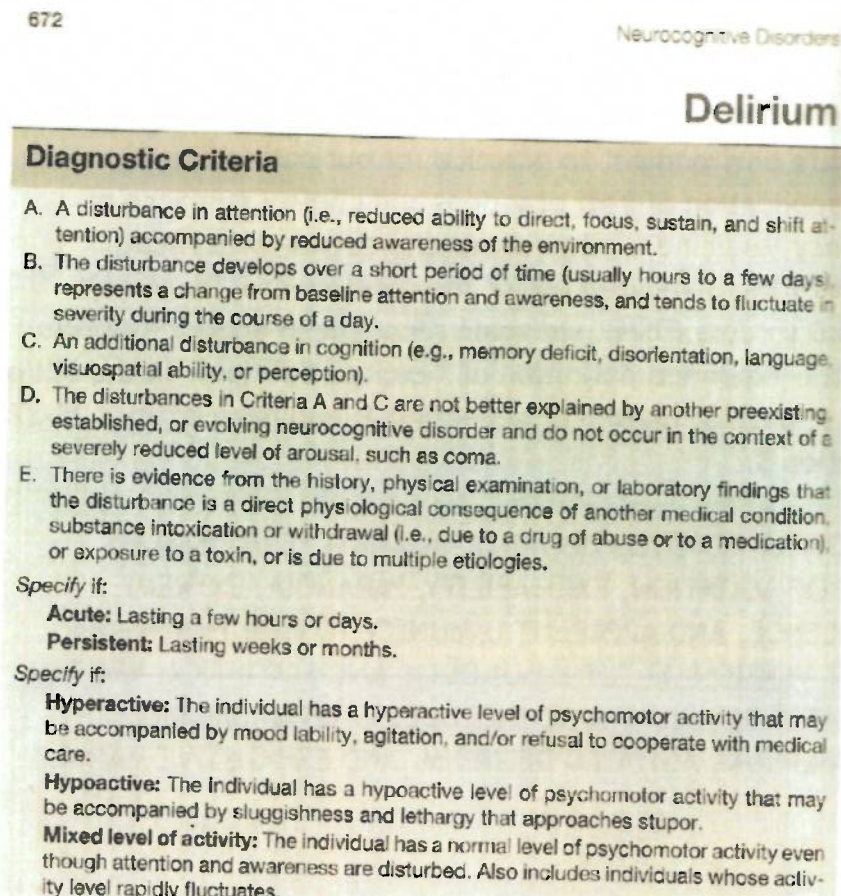 672
Neurocognitive Disorders
Delirium
Diagnostic Criteria
A. A disturbance in attention (i.e., reduced ability to direct, focus, sustain, and shift at-
tention) accompanied by reduced awareness of the environment.
B. The disturbance develops over a short period of time (usually hours to a few days),
represents a change from baseline attention and awareness, and tends to fluctuate in
severity during the course of a day.
C. An additional disturbance in cognition (e.g., memory deficit, disorientation, language,
visuospatial ability, or perception).
D. The disturbances in Criteria A and C are not better explained by another preexisting,
established, or evolving neurocognitive disorder and do not occur in the context of a
severely reduced level of arousal, such as coma.
E. There is evidence from the history, physical examination, or laboratory findings that
the disturbance is a direct physiological consequence of another medical condition,
substance intoxication or withdrawal (i.e., due to a drug of abuse or to a medication),
or exposure to a toxin, or is due to multiple etiologies.
Specify if:
Acute: Lasting a few hours or days.
Persistent: Lasting weeks or months.
Specify if:
Hyperactive: The individual has a hyperactive level of psychomotor activity that may
be accompanied by mood lability, agitation, and/or refusal to cooperate with medical
care.
Hypoactive: The individual has a hypoactive level of psychomotor activity that may
be accompanied by sluggishness and lethargy that approaches stupor.
Mixed level of activity: The individual has a normal level of psychomotor activity even
though attention and awareness are disturbed. Also includes individuals whose activ-
ity level rapidly fluctuates.